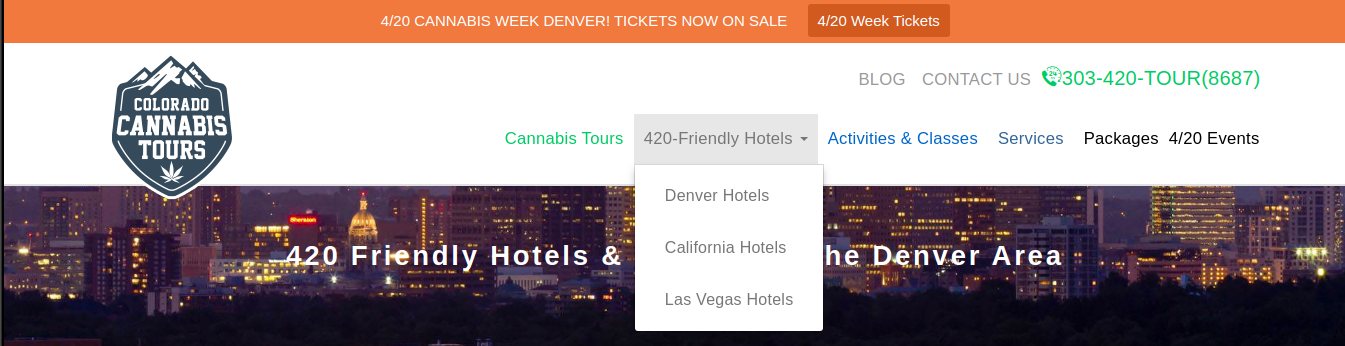 4/20 CANNABIS WEEK DENVER! TICKETS NOW ON SALE 4/20 Week Tickets
COLORADO
CANNABIS
TOURS
BLOG CONTACT US 24 303-420-TOUR(8687)
Cannabis Tours 420-Friendly Hotels Activities & Classes Services Packages 4/20 Events
Denver Hotels
California Hotels
Las Vegas Hotels
Sheraton
420 Friendly Hotels & he Denver Area